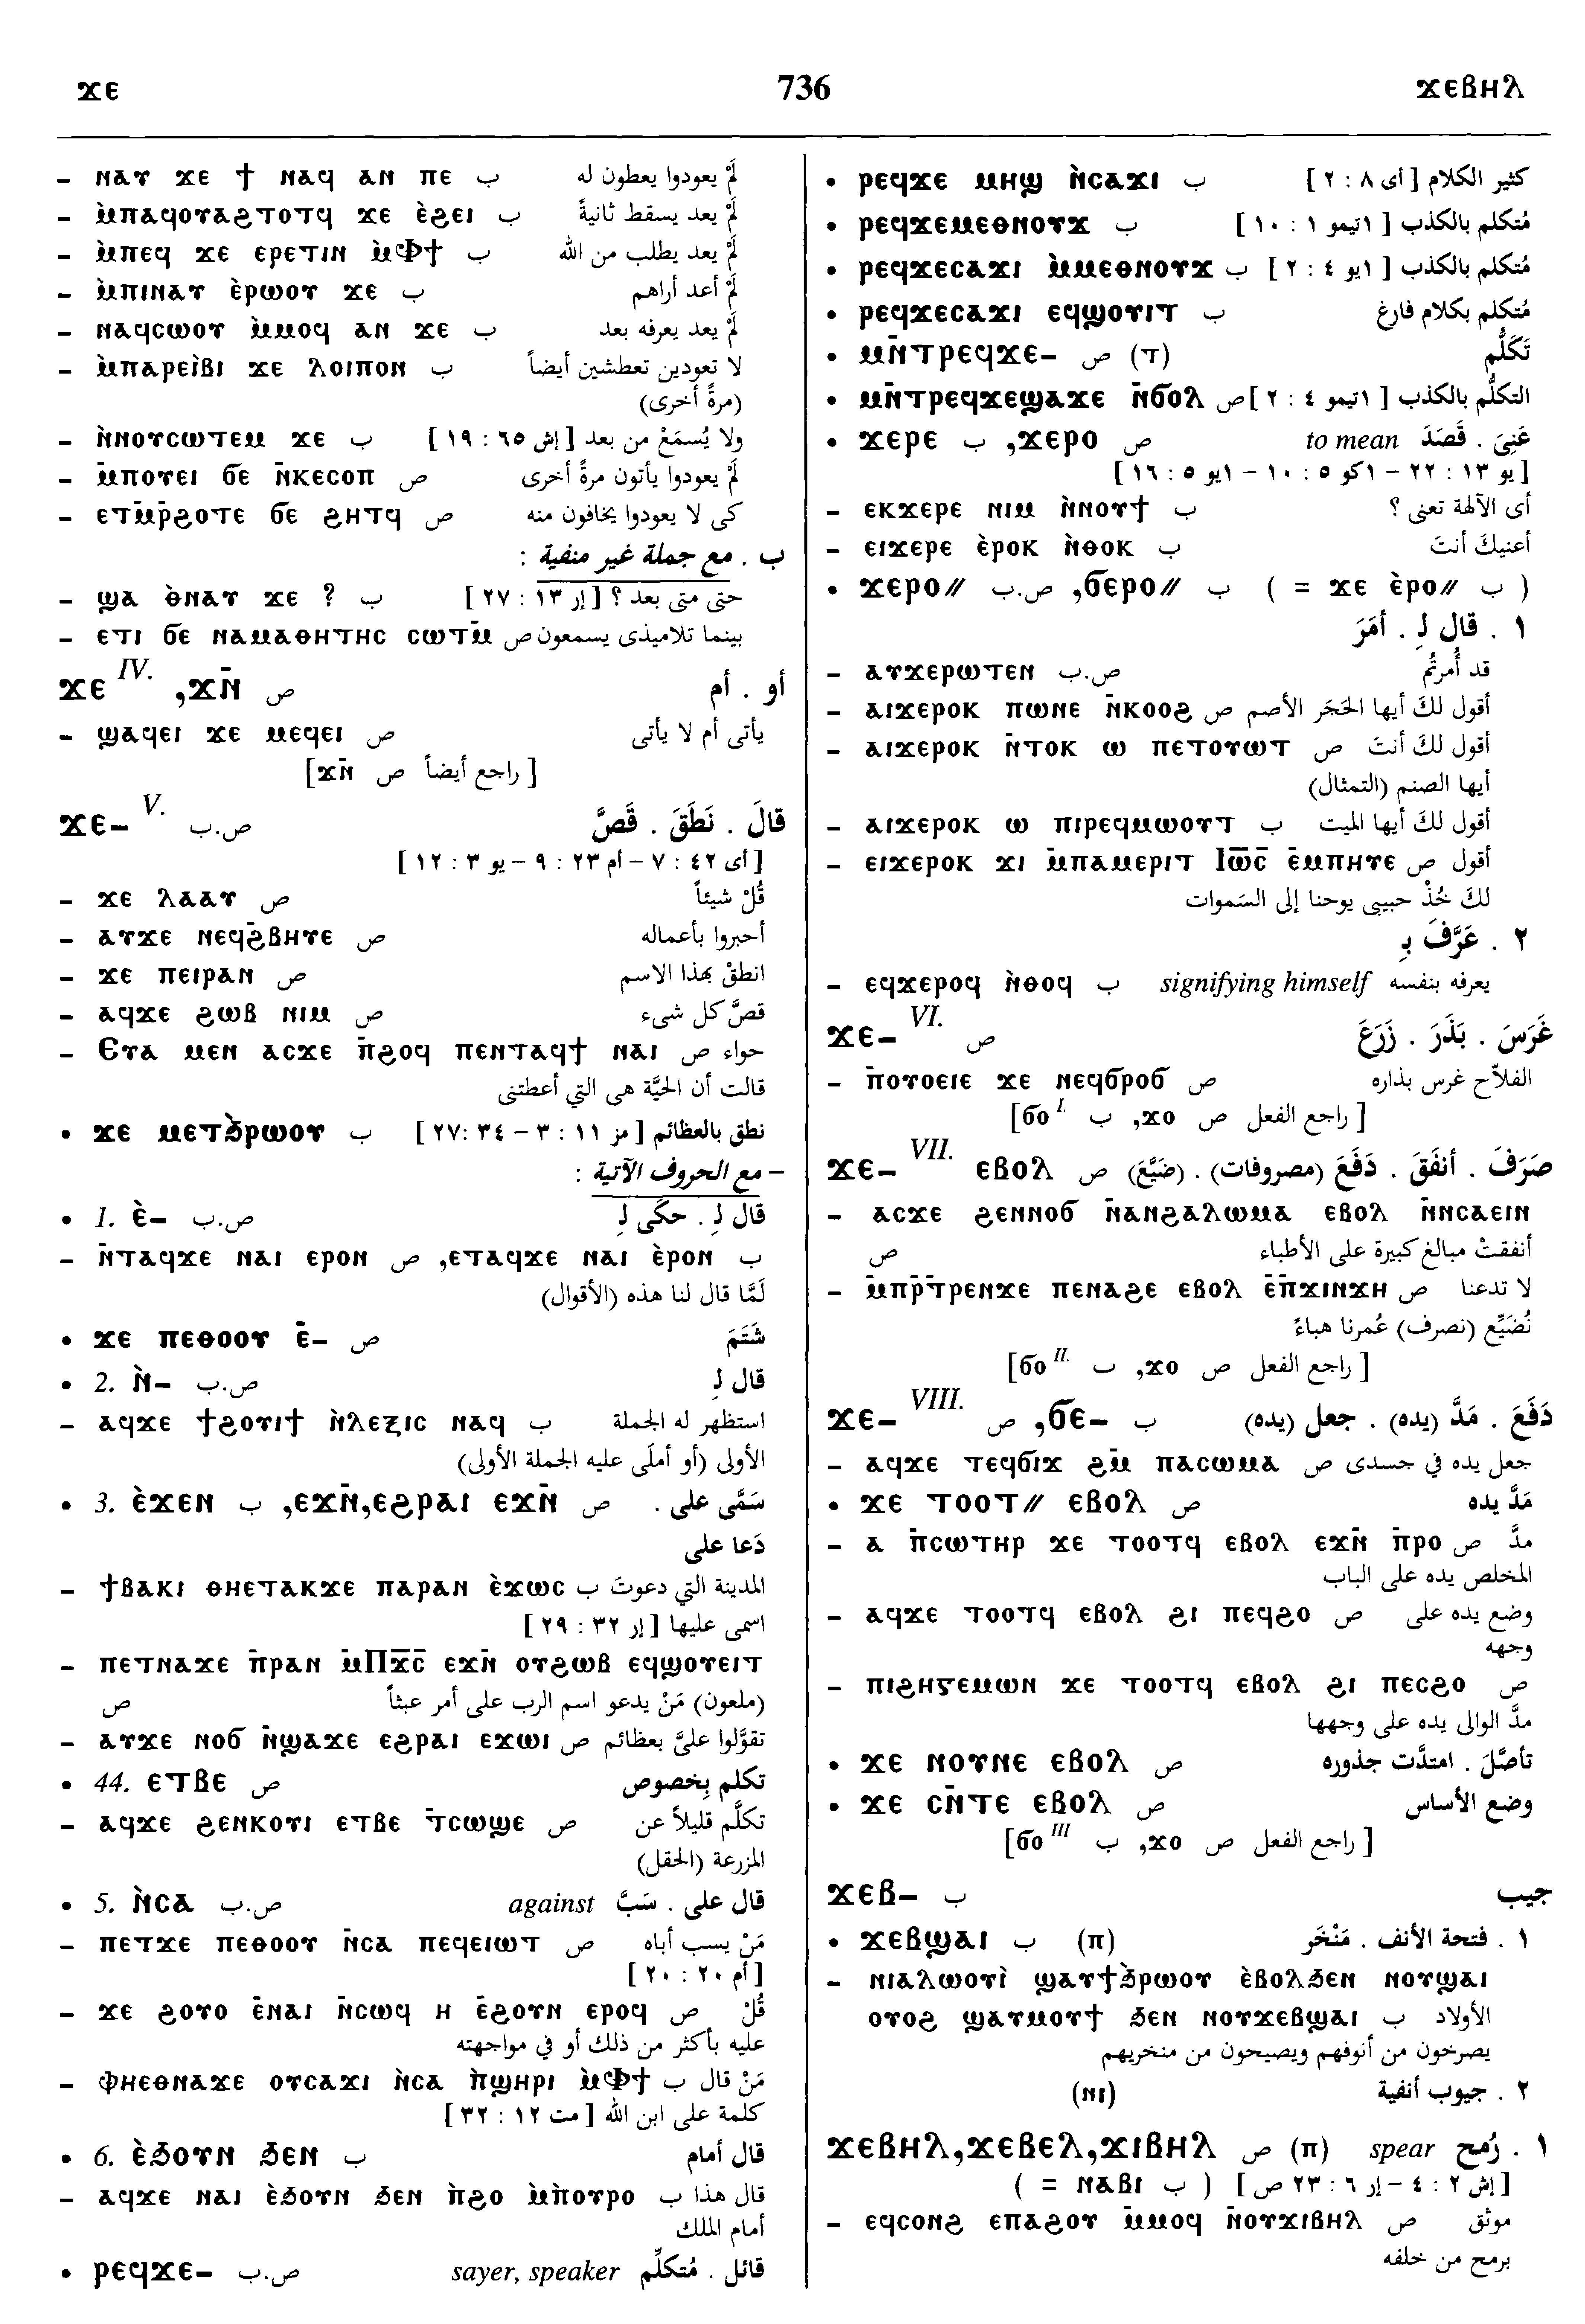 ϫⲉ 736 ϫⲉⲃⲏⲗ
– ⲛⲁⲩ ϫⲉ ϯ ⲛⲁϥ ⲁⲛ ⲡⲉ ب لَمْ يعودوا يعطون له
– ⲙ̀ⲡⲁϥⲟⲩⲁϩⲧⲟⲧϥ ϫⲉ ⲉ̀ϩⲉⲓ ب لَمْ يعد يسقط ثانيةً
– ⲙ̀ⲡⲉϥ ϫⲉ ⲉⲣⲉⲧⲓⲛ ⲙ̀Ⲫϯ ب لَمْ يعد يطلب من الله
– ⲙ̀ⲡⲓⲛⲁⲩ ⲉ̀ⲣⲱⲟⲩ ϫⲉ ب لَمْ أعد أراهم
– ⲛⲁϥⲥⲱⲟⲩ ⲙ̀ⲙⲟϥ ⲁⲛ ϫⲉ ب لَمْ يعد يعرفه بعد
– ⲙ̀ⲡⲁⲣⲉⲓ̀ⲃⲓ ϫⲉ ⲗⲟⲓⲡⲟⲛ ب لا تعودين تعطشين أيضاً
(مرةً أخرى)
– ⲛ̀ⲛⲟⲩⲥⲱⲧⲉⲙ ϫⲉ ب ولا يُسمَعْ من بعد [إش ٦٥ : ١٩]
– ⲙ̄ⲡⲟⲩⲉⲓ ϭⲉ ⲛ̄ⲕⲉⲥⲟⲡ ص لَمْ يعودوا يأتون مرةً أخرى
– ⲉⲧⲙ̄ⲣ̄ϩⲟⲧⲉ ϭⲉ ϩⲏⲧϥ ص كى لا يعودوا يخافون منه
ب . مع جملة غير منفية :
– ϣⲁ ⲑ̀ⲛⲁⲩ ϫⲉ ? ب حتى متى بعد ؟ [إر ١٣ : ٢٧]
– ⲉⲧⲓ ϭⲉ ⲛⲁⲙⲁⲑⲏⲧⲏⲥ ⲥⲱⲧⲙ̄ ص بينما تلاميذى يسمعون
ϫⲉ IV. ,ϫⲛ̄ ص أو . أم
– ϣⲁϥⲉⲓ ϫⲉ ⲙⲉϥⲉⲓ ص يأتى أم لا يأتى
[ راجع أيضاً ص ϫⲛ̄]
ϫⲉ– V. ص.ب قالَ . نَطَقَ . قَصَّ
[أى ٤٢ : ٧ – أم ٢٣ : ٩ – يو ٣ : ١٢]
– ϫⲉ ⲗⲁⲁⲩ ص قُلْ شيئاً
– ⲁⲩϫⲉ ⲛⲉϥϩ̄ⲃⲏⲩⲉ ص أخبروا بأعماله
– ϫⲉ ⲡⲉⲓⲣⲁⲛ ص انطقْ بهذا الاسم
– ⲁϥϫⲉ ϩⲱⲃ ⲛⲓⲙ ص قصَّ كل شىء
– Ⲉⲩⲁ ⲙⲉⲛ ⲁⲥϫⲉ ⲡ̄ϩⲟϥ ⲡⲉⲛⲧⲁϥϯ ⲛⲁⲓ ص حواء
قالت أن الحيَّة هى التي أعطتنى
• ϫⲉ ⲙⲉⲧϧ̀ⲣⲱⲟⲩ ب نطق بالعظائم [مز ١١ : ٣ – ٣٤ :٢٧]
– مع الحروف الآتية :
• 1. ⲉ̀– ص.ب قال لِـ . حكَى لِـ
– ⲛ̄ⲧⲁϥϫⲉ ⲛⲁⲓ ⲉⲣⲟⲛ ص ,ⲉⲧⲁϥϫⲉ ⲛⲁⲓ ⲉ̀ⲣⲟⲛ ب
لَمَّا قال لنا هذه (الأقوال)
• ϫⲉ ⲡⲉⲑⲟⲟⲩ ⲉ̄– ص شَتَمَ
• 2. ⲛ̀– ص.ب قال لِـ
– ⲁϥϫⲉ ϯϩⲟⲩⲓϯ ⲛ̀ⲗⲉⲝⲓⲥ ⲛⲁϥ ب استظهر له الجملة
الأولى (أو أملَى عليه الجملة الأولى)
• 3. ⲉ̀ϫⲉⲛ ب ,ⲉϫⲛ̄,ⲉϩⲣⲁⲓ ⲉϫⲛ̄ ص سَمَّى على .
دَعا على
– ϯⲃⲁⲕⲓ ⲑⲏⲉⲧⲁⲕϫⲉ ⲡⲁⲣⲁⲛ ⲉ̀ϫⲱⲥ ب المدينة التي دعوتَ
اسمى عليها [إر ٣٢ : ٢٩]
– ⲡⲉⲧⲛⲁϫⲉ ⲡ̄ⲣⲁⲛ ⲙ̄Ⲡϫ̄ⲥ̄ ⲉϫⲛ̄ ⲟⲩϩⲱⲃ ⲉϥϣⲟⲩⲉⲓⲧ
(ملعون) مَنْ يدعو اسم الرب على أمر عبثاً ص
– ⲁⲩϫⲉ ⲛⲟϭ ⲛ̄ϣⲁϫⲉ ⲉϩⲣⲁⲓ ⲉϫⲱⲓ ص تقوَّلوا علىَّ بعظائم
• 44. ⲉⲧⲃⲉ ص تكلم بِخصوص
– ⲁϥϫⲉ ϩⲉⲛⲕⲟⲩⲓ ⲉⲧⲃⲉ ⲧ̄ⲥⲱϣⲉ ص تكلَّم قليلاً عن
المزرعة (الحقل)
• 5. ⲛ̀ⲥⲁ ص.ب against قال على . سَبَّ
– ⲡⲉⲧϫⲉ ⲡⲉⲑⲟⲟⲩ ⲛ̄ⲥⲁ ⲡⲉϥⲉⲓⲱⲧ ص مَنْ يسب أباه
[أم ٢٠ : ٢٠]
– ϫⲉ ϩⲟⲩⲟ ⲉ̄ⲛⲁⲓ ⲛ̄ⲥⲱϥ ⲏ ⲉ̄ϩⲟⲩⲛ ⲉⲣⲟϥ ص قُلْ
عليه بأكثر من ذلك أو في مواجهته
– ⲫⲏⲉⲑⲛⲁϫⲉ ⲟⲩⲥⲁϫⲓ ⲛ̀ⲥⲁ ⲡ̀ϣⲏⲣⲓ ⲙ̀Ⲫϯ ب مَنْ قال
كلمة على ابن الله [مت ١٢ : ٣٢]
• 6. ⲉ̀ϧⲟⲩⲛ ϧⲉⲛ ب قال أمام
– ⲁϥϫⲉ ⲛⲁⲓ ⲉ̀ϧⲟⲩⲛ ϧⲉⲛ ⲡ̀ϩⲟ ⲙ̀ⲡ̀ⲟⲩⲣⲟ ب قال هذا
أمام الملك
• ⲣⲉϥϫⲉ– ص.ب sayer, speaker قائل . مُتكلِّم
• ⲣⲉϥϫⲉ ⲙⲏϣ ⲛ̀ⲥⲁϫⲓ ب كثير الكلام [أى ٨ : ٢]
• ⲣⲉϥϫⲉⲙⲉⲑⲛⲟⲩϫ ب مُتكلم بالكذب [١تيمو ١ : ١٠]
• ⲣⲉϥϫⲉⲥⲁϫⲓ ⲙ̀ⲙⲉⲑⲛⲟⲩϫ ب مُتكلم بالكذب [١يو ٤ : ٢]
• ⲣⲉϥϫⲉⲥⲁϫⲓ ⲉϥϣⲟⲩⲓⲧ ب مُتكلم بكلام فارغ
• ⲙⲛ̄ⲧⲣⲉϥϫⲉ– ص (ⲧ) تَكَلُّم
• ⲙⲛ̄ⲧⲣⲉϥϫⲉϣⲁϫⲉ ⲛ̄ϭⲟⲗ ص التكلُّم بالكذب [١تيمو ٤ : ٢]
• ϫⲉⲣⲉ ب ,ϫⲉⲣⲟ ص to mean عَنِىَ . قَصَدَ
[يو ١٣ : ٢٢ – ١كو ٥ : ١٠ – ١يو ٥ : ١٦]
– ⲉⲕϫⲉⲣⲉ ⲛⲓⲙ ⲛ̀ⲛⲟⲩϯ ب أى الآلهة تعنى ؟
– ⲉⲓϫⲉⲣⲉ ⲉ̀ⲣⲟⲕ ⲛ̀ⲑⲟⲕ ب أعنيكَ أنتَ
• ϫⲉⲣⲟ// ص.ب ,ϭⲉⲣⲟ// ب ( = ϫⲉ ⲉ̀ⲣⲟ// ب )
١ . قال لِـ . أمَرَ
– ⲁⲩϫⲉⲣⲱⲧⲉⲛ ص.ب قد أُمرتُم
– ⲁⲓϫⲉⲣⲟⲕ ⲡⲱⲛⲉ ⲛ̄ⲕⲟⲟϩ ص أقول لكَ أيها الحَجَر الأصم
– ⲁⲓϫⲉⲣⲟⲕ ⲛ̄ⲧⲟⲕ ⲱ ⲡⲉⲧⲟⲩⲱⲧ ص أقول لكَ أنتَ
أيها الصنم (التمثال)
– ⲁⲓϫⲉⲣⲟⲕ ⲱ ⲡⲓⲣⲉϥⲙⲱⲟⲩⲧ ب أقول لكَ أيها الميت
– ⲉⲓϫⲉⲣⲟⲕ ϫⲓ ⲙ̄ⲡⲁⲙⲉⲣⲓⲧ Ⲓⲱ̄ⲥ̄ ⲉ̄ⲙⲡⲏⲩⲉ ص أقول
لكَ خُذْ حبيبى يوحنا إلى السَموات
٢ . عَرَّفَ بِـ
– ⲉϥϫⲉⲣⲟϥ ⲛ̀ⲑⲟϥ ب signifying himself يعرفه بنفسه
ϫⲉ– VI. ص غَرَسَ . بَذَرَ . زَرَعَ
– ⲡ̄ⲟⲩⲟⲉⲓⲉ ϫⲉ ⲛⲉϥϭⲣⲟϭ ص الفلاّح غرس بذاره
[ راجع الفعل ص ϫⲟ, ب ϭⲟ I.]
ϫⲉ– VII. ⲉⲃⲟⲗ ص صَرَفَ . أنفَقَ . دَفَعَ (مصروفات) . (ضيَّعَ)
– ⲁⲥϫⲉ ϩⲉⲛⲛⲟϭ ⲛ̄ⲁⲛϩⲁⲗⲱⲙⲁ ⲉⲃⲟⲗ ⲛ̄ⲛⲥⲁⲉⲓⲛ
أنفقتْ مبالغ كبيرة على الأطباء ص
– ⲙ̄ⲡⲣ̄ⲧⲣⲉⲛϫⲉ ⲡⲉⲛⲁϩⲉ ⲉⲃⲟⲗ ⲉ̄ⲡ̄ϫⲓⲛϫⲏ ص لا تدعنا
نُضَيِّع (نصرف) عُمرنا هباءً
[ راجع الفعل ص ϫⲟ, ب ϭⲟ II.]
ϫⲉ– VIII. ص ,ϭⲉ– ب دَفَعَ . مَدَّ (يده) . جعل (يده)
– ⲁϥϫⲉ ⲧⲉϥϭⲓϫ ϩⲙ̄ ⲡⲁⲥⲱⲙⲁ ص جعل يده في جسدى
• ϫⲉ ⲧⲟⲟⲧ// ⲉⲃⲟⲗ ص مَدَّ يده
– ⲁ ⲡ̄ⲥⲱⲧⲏⲣ ϫⲉ ⲧⲟⲟⲧϥ ⲉⲃⲟⲗ ⲉϫⲛ̄ ⲡ̄ⲣⲟ ص مدَّ
المخلص يده على الباب
– ⲁϥϫⲉ ⲧⲟⲟⲧϥ ⲉⲃⲟⲗ ϩⲓ ⲡⲉϥϩⲟ ص وضع يده على
وجهه
– ⲡⲓϩⲏⲅⲉⲙⲱⲛ ϫⲉ ⲧⲟⲟⲧϥ ⲉⲃⲟⲗ ϩⲓ ⲡⲉⲥϩⲟ ص
مدَّ الوالى يده على وجهها
• ϫⲉ ⲛⲟⲩⲛⲉ ⲉⲃⲟⲗ ص تأصَّلَ . امتدَّت جذوره
• ϫⲉ ⲥⲛ̄ⲧⲉ ⲉⲃⲟⲗ ص وضع الأساس
[ راجع الفعل ص ϫⲟ, ب ϭⲟ III]
ϫⲉⲃ– ب جيب
• ϫⲉⲃϣⲁⲓ ب (ⲡ) ١ . فتحة الأنف . مَنْخَر
– ⲛⲓⲁⲗⲱⲟⲩⲓ̀ ϣⲁⲩϯϧ̀ⲣⲱⲟⲩ ⲉ̀ⲃⲟⲗϧⲉⲛ ⲛⲟⲩϣⲁⲓ
ⲟⲩⲟϩ ϣⲁⲩⲙⲟⲩϯ ϧⲉⲛ ⲛⲟⲩϫⲉⲃϣⲁⲓ ب الأولاد
يصرخون من أنوفهم ويصيحون من منخريهم
(ⲛⲓ) ٢ . جيوب أنفية
ϫⲉⲃⲏⲗ,ϫⲉⲃⲉⲗ,ϫⲓⲃⲏⲗ ص (ⲡ) spear ١ . رُمح
[إش ٢ : ٤ – إر ٦ : ٢٣ ص] ( ب ⲛⲁⲃⲓ = )
– ⲉϥⲥⲟⲛϩ ⲉⲡⲁϩⲟⲩ ⲙ̄ⲙⲟϥ ⲛ̄ⲟⲩϫⲓⲃⲏⲗ ص موثق
برمح من خلفه